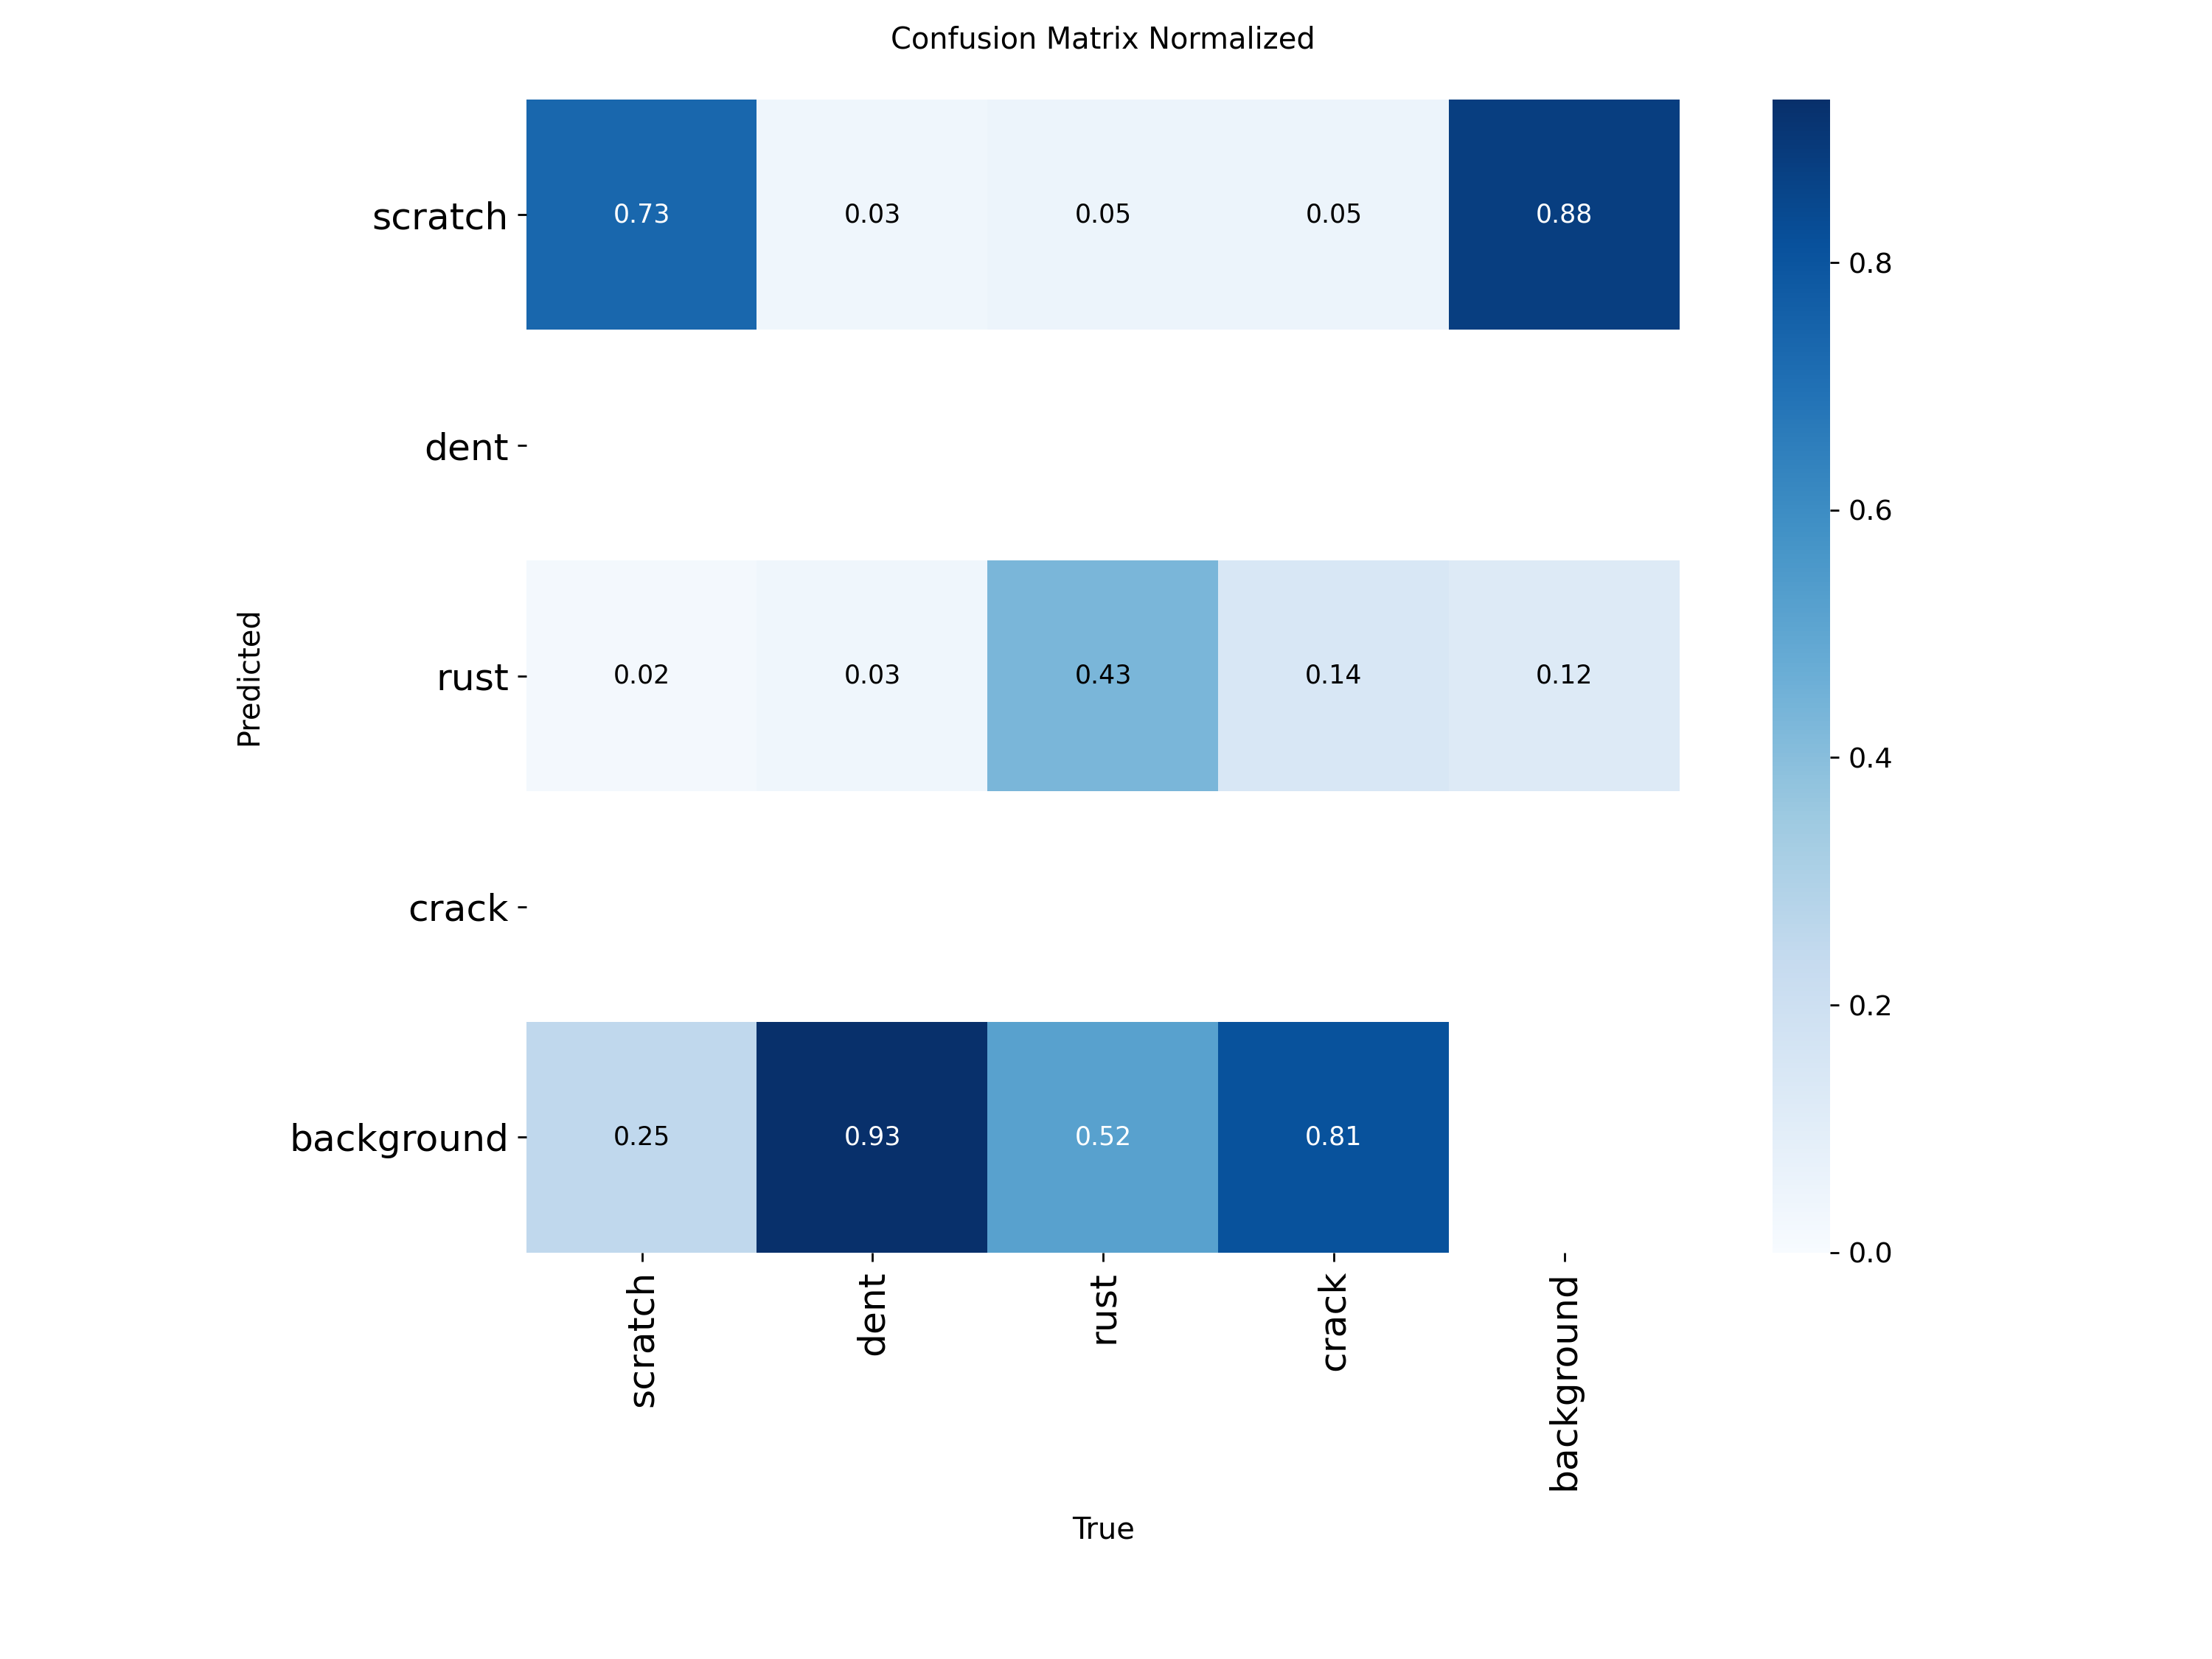 Confusion Matrix Normalized
scratch
0.73 0.03 0.05 0.05 0.88
dent
rust
0.02 0.03 0.43 0.14 0.12
crack
background
0.25 0.93 0.52 0.81
Predicted
scratch
dent
rust
crack
background
True
0.8
0.6
0.4
0.2
0.0